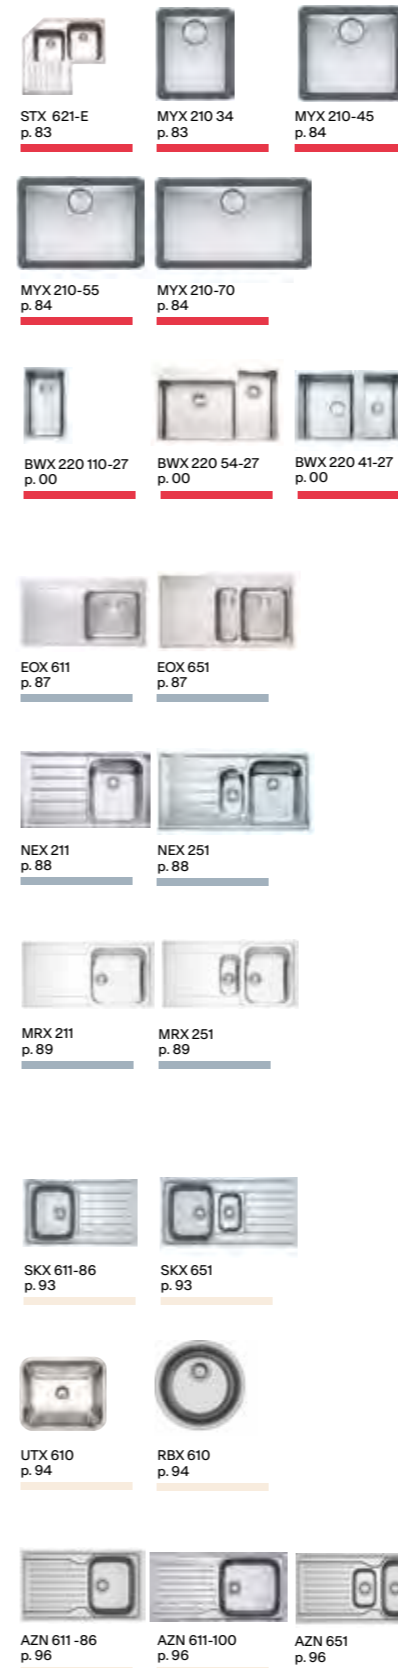 STX 621-E
p. 83
MYX 210 34
p. 83
MYX 210-45
p. 84
MYX 210-55
p. 84
MYX 210-70
p. 84
BWX 220 110-27
p. 00
BWX 220 54-27
p. 00
BWX 220 41-27
p. 00
EOX 611
p. 87
EOX 651
p. 87
NEX 211
p. 88
NEX 251
p. 88
MRX 211
p. 89
MRX 251
p. 89
SKX 611-86
p. 93
SKX 651
p. 93
UTX 610
p. 94
RBX 610
p. 94
AZN 611 -86
p. 96
AZN 611-100
p. 96
AZN 651
p. 96